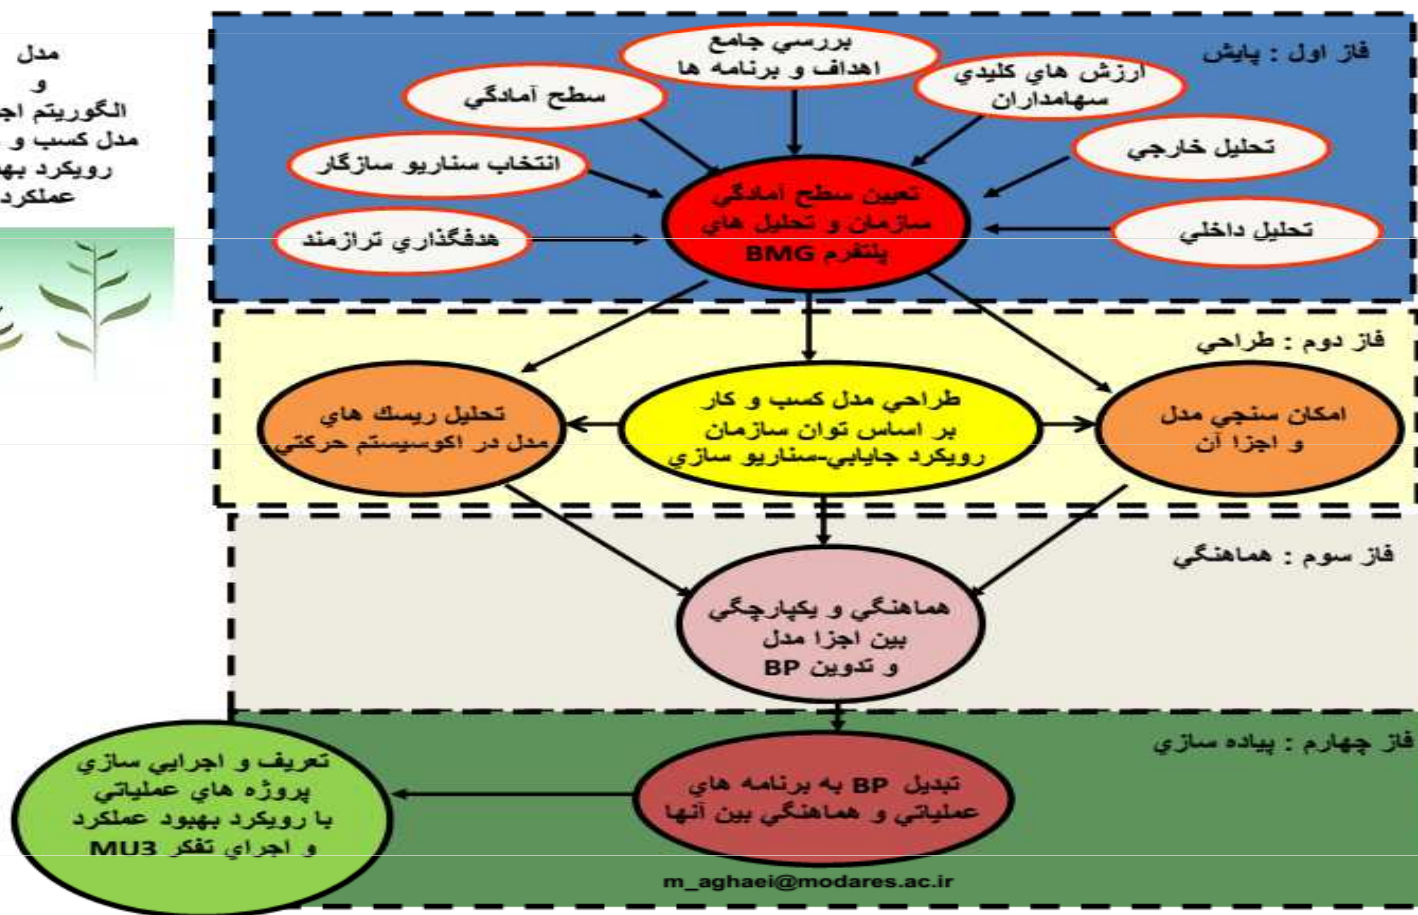 مدل
و
الگوريتم
مدل كسب و
رويكرد
عملكرد
فاز اول : پايش
بررسي جامع
اهداف و برنامه ها
ارزش هاي كليدي
سهامداران
سطح آمادگي
تحليل خارجي
انتخاب سناريو سازگار
تحليل داخلي
هدفگذاري ترازمند
تعيين سطح آمادگي
سازمان و تحليل هاي
پلتفرم BMG
فاز دوم : طراحي
امكان سنجي مدل
و اجزا آن
طراحي مدل كسب و كار
بر اساس توان سازمان
رويكرد جايابي-سناريو سازي
تحليل ريسك هاي
مدل در اكوسيستم حركتي
فاز سوم : هماهنگي
هماهنگي و يكپارچگي
بين اجزا مدل
و تدوين BP
فاز چهارم : پياده سازي
تبديل BP به برنامه هاي
عملياتي و هماهنگي بين آنها
تعريف و اجرايي سازي
پروژه هاي عملياتي
با رويكرد بهبود عملكرد
و اجراي تفكر MU3
m_aghaei@modares.ac.ir